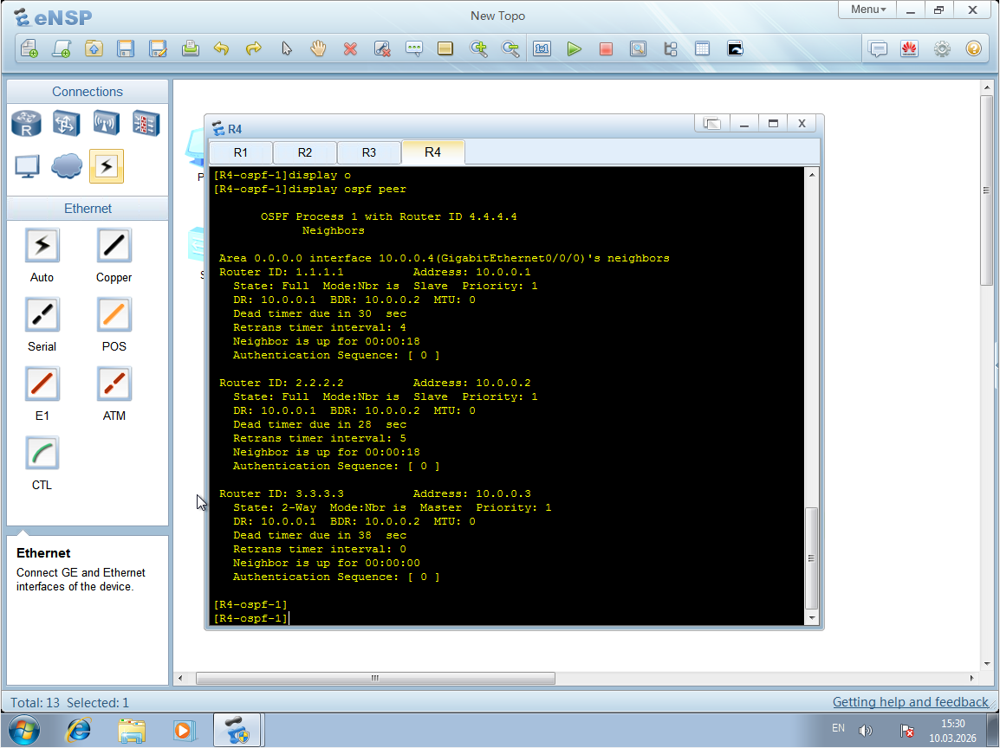 eNSP
New Topo
Menu
Connections
R
Ethernet
Auto
Copper
Serial
POS
E1
ATM
CTL
Ethernet
Connect GE and Ethernet
interfaces of the device.
R4
R1
R2
R3
R4
[R4-ospf-1]display o
[R4-ospf-1]display ospf peer
OSPF Process 1 with Router ID 4.4.4.4
Neighbors
Area 0.0.0.0 interface 10.0.0.4(GigabitEthernet0/0/0)'s neighbors
Router ID: 1.1.1.1 Address: 10.0.0.1
State: Full Mode:Nbr is Slave Priority: 1
DR: 10.0.0.1 BDR: 10.0.0.2 MTU: 0
Dead timer due in 30 sec
Retrans timer interval: 4
Neighbor is up for 00:00:18
Authentication Sequence: [ 0 ]
Router ID: 2.2.2.2 Address: 10.0.0.2
State: Full Mode:Nbr is Slave Priority: 1
DR: 10.0.0.1 BDR: 10.0.0.2 MTU: 0
Dead timer due in 28 sec
Retrans timer interval: 5
Neighbor is up for 00:00:18
Authentication Sequence: [ 0 ]
Router ID: 3.3.3.3 Address: 10.0.0.3
State: 2-Way Mode:Nbr is Master Priority: 1
DR: 10.0.0.1 BDR: 10.0.0.2 MTU: 0
Dead timer due in 38 sec
Retrans timer interval: 0
Neighbor is up for 00:00:00
Authentication Sequence: [ 0 ]
[R4-ospf-1]
[R4-ospf-1]
Total: 13 Selected: 1
Getting help and feedback
EN
15:30
10.03.2026